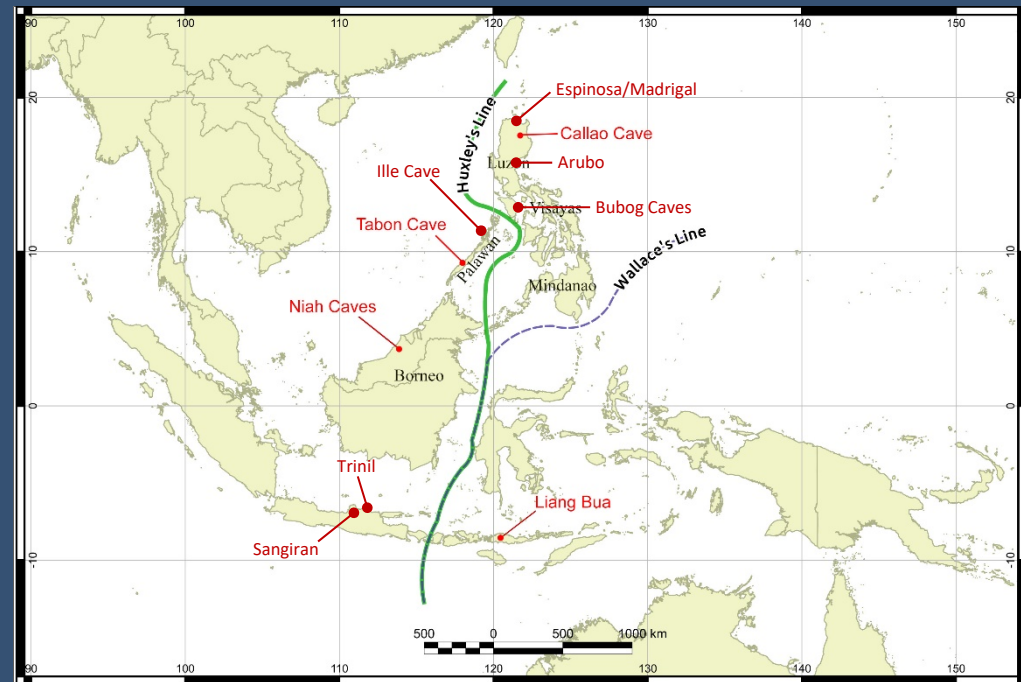 90
100
110
120
130
140
150
20
20
Espinosa/Madrigal
Callao Cave
Huxley's Line
Luzon
Arubo
Ille Cave
Visayas
Bubog Caves
Tabon Cave
Palawan
10
10
Wallace's Line
Mindanao
Niah Caves
Borneo
0
0
Trinil
Liang Bua
Sangiran
-10
-10
500
0
500
1000 km
90
100
110
120
130
140
150